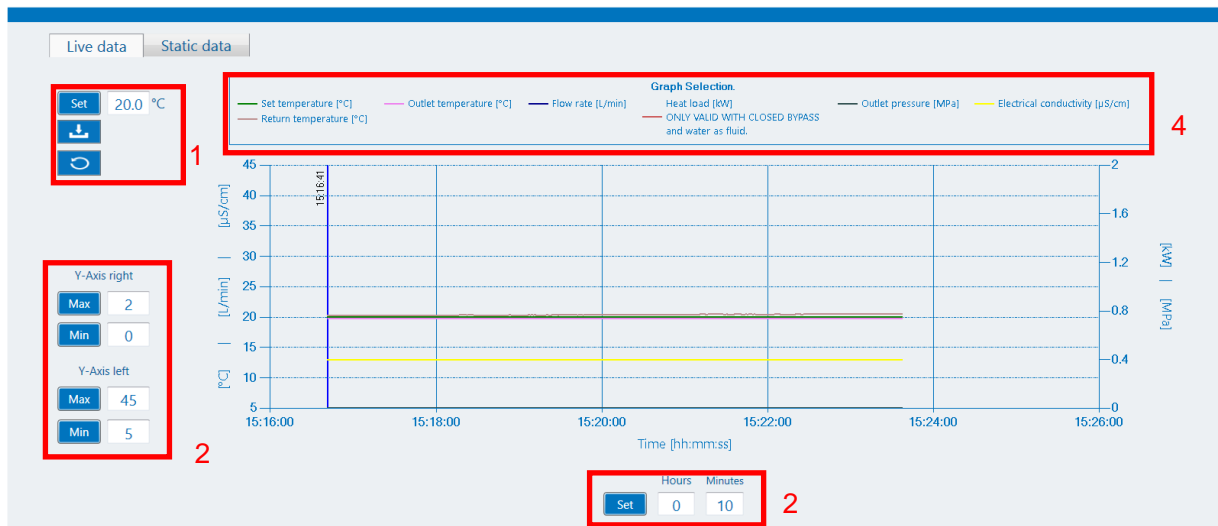 Live data Static data
Set 20.0 °C
1
Graph Selection.
Set temperature [°C] Outlet temperature [°C] Flow rate [L/min] Heat load [kW] Outlet pressure [MPa] Electrical conductivity [µS/cm]
Return temperature [°C] ONLY VALID WITH CLOSED BYPASS
and water as fluid.
4
Y-Axis right
Max 2
Min 0
Y-Axis left
Max 45
Min 5
2
[°C] | [L/min] | [µS/cm]
45
40
35
30
25
20
15
10
5
15:16:41
2
1.6
1.2
0.8
0.4
0
[kW] | [MPa]
15:16:00 15:18:00 15:20:00 15:22:00 15:24:00 15:26:00
Time [hh:mm:ss]
Hours Minutes
Set 0 10
2